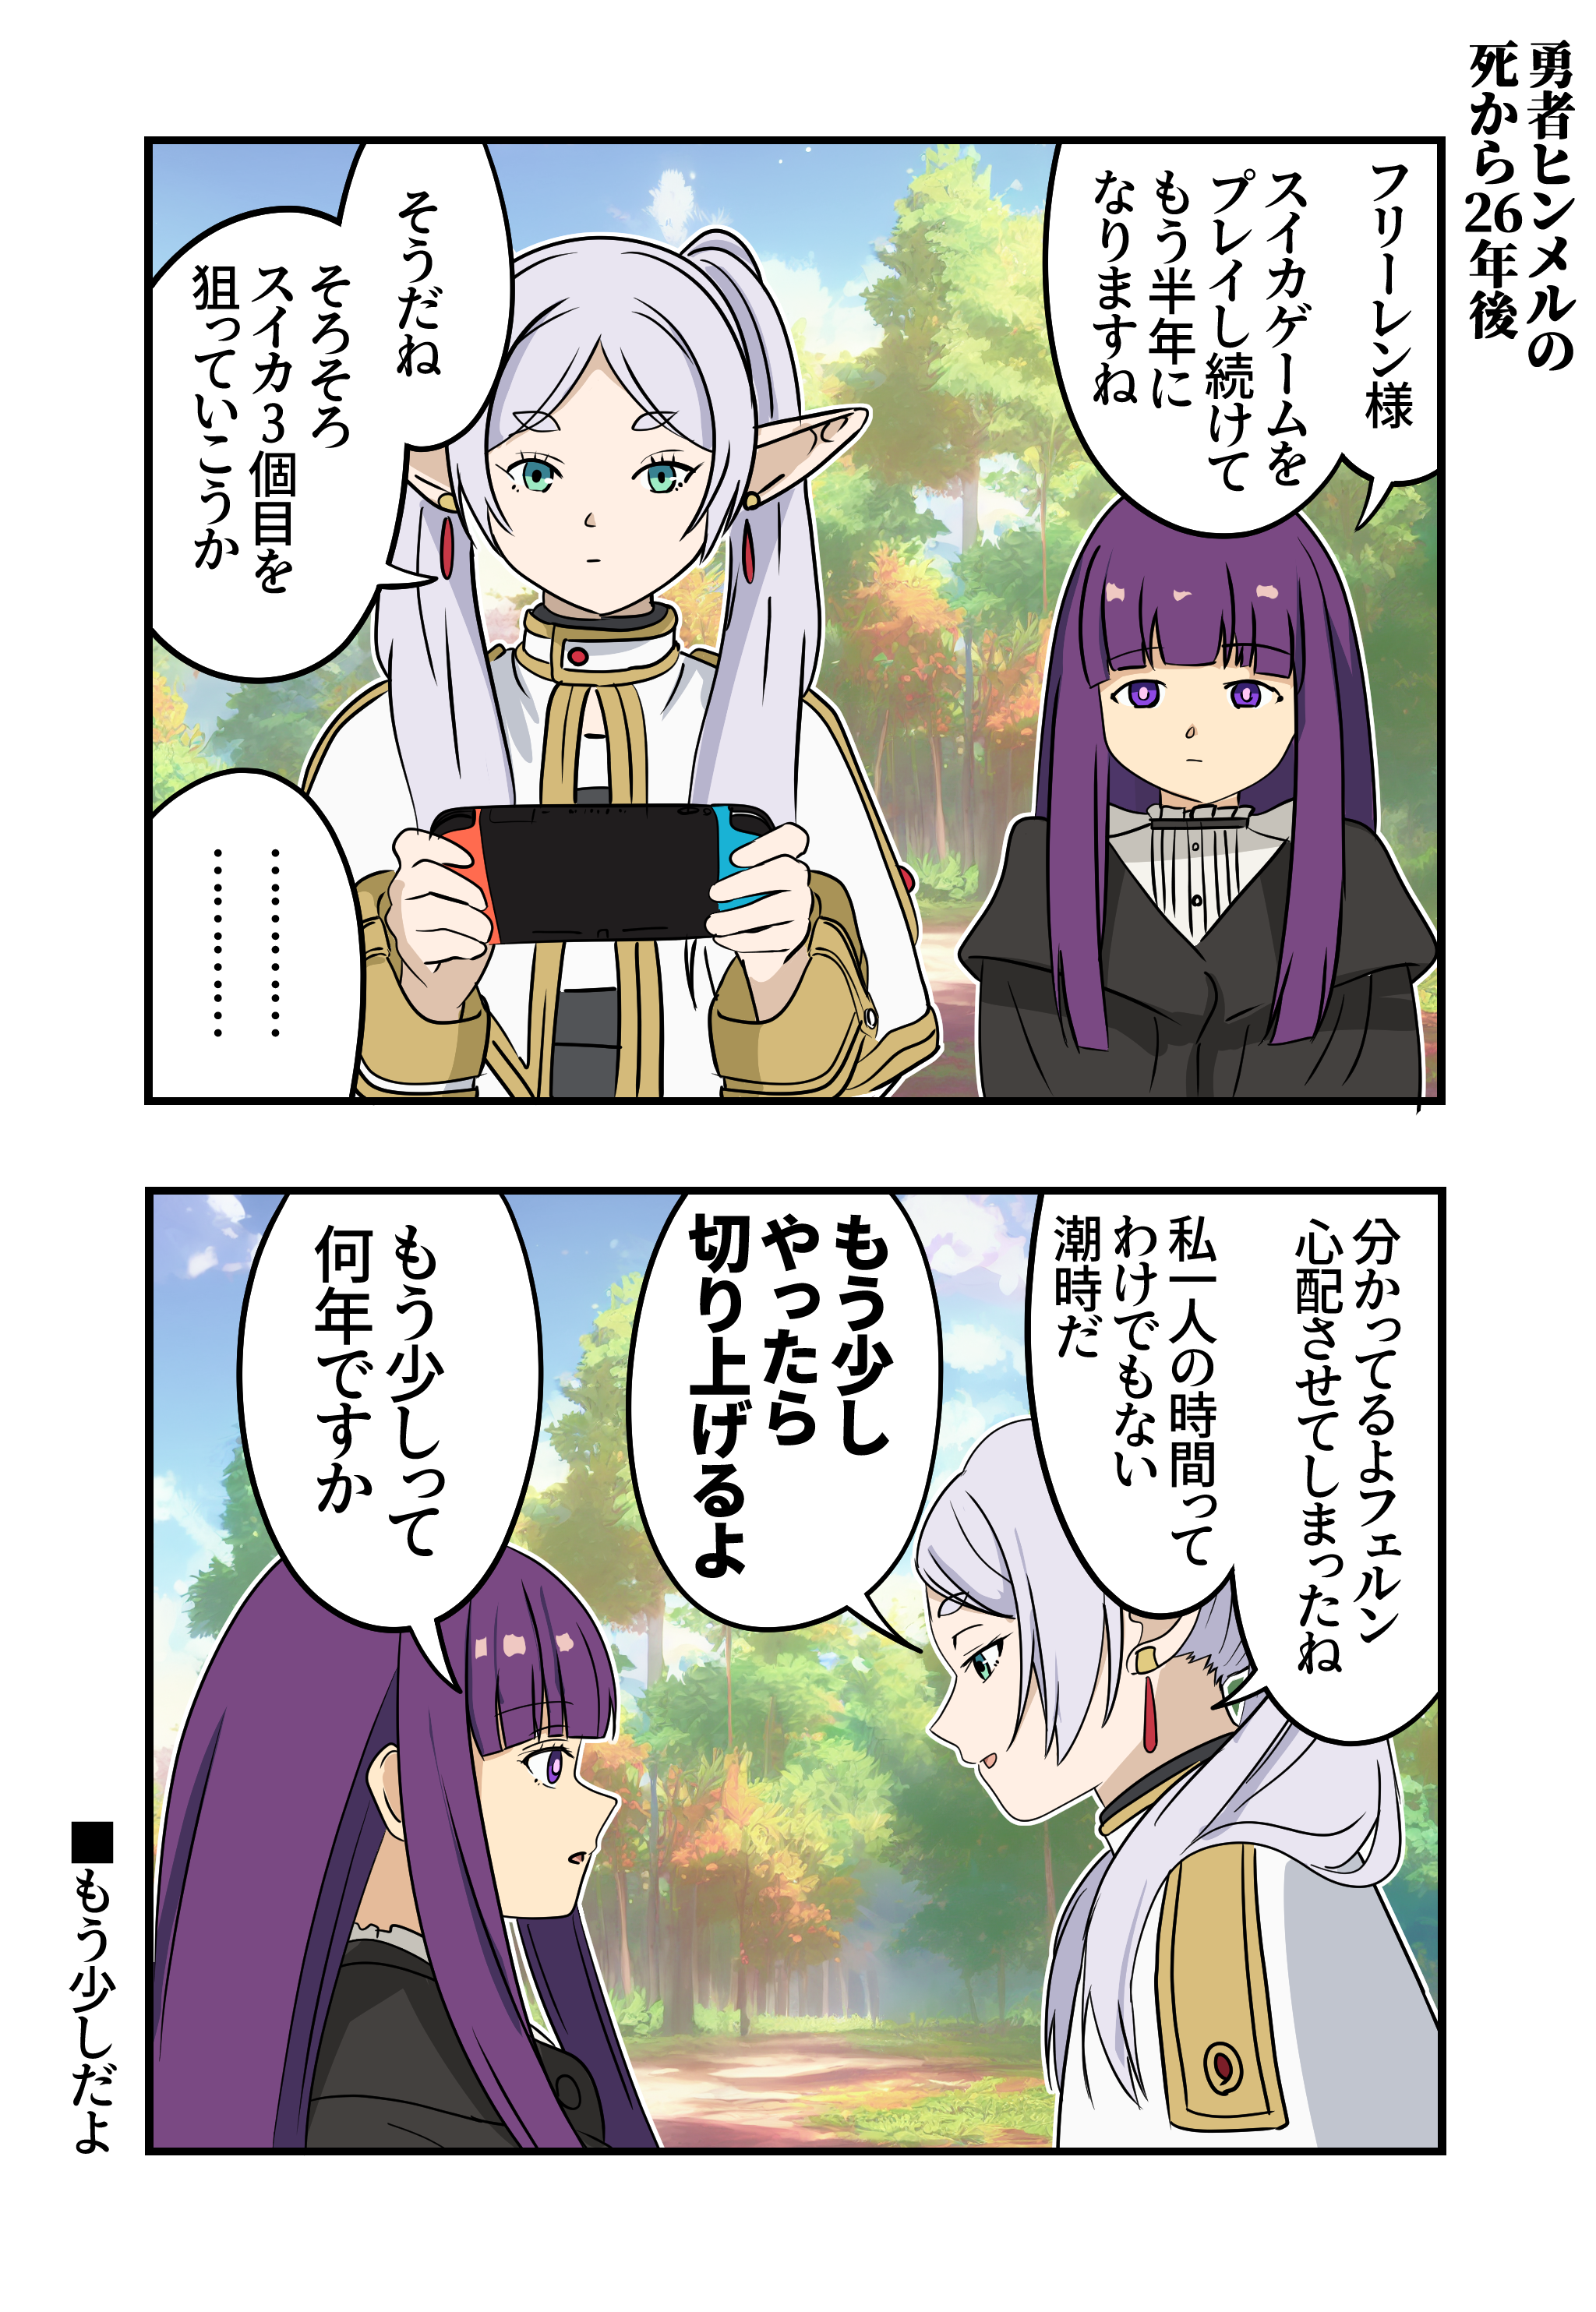 勇者ヒンメルの
死から26年後
フリーレン様
スイカゲームを
プレイし続けて
もう半年に
なりますね
そうだね
そろそろ
スイカ3個目を
狙っていこうか
…………
…………
分かってるよフェルン
心配させてしまったね
私一人の時間って
わけでもない
潮時だ
もう少し
やったら
切り上げるよ
もう少しって
何年ですか
■もう少しだよ